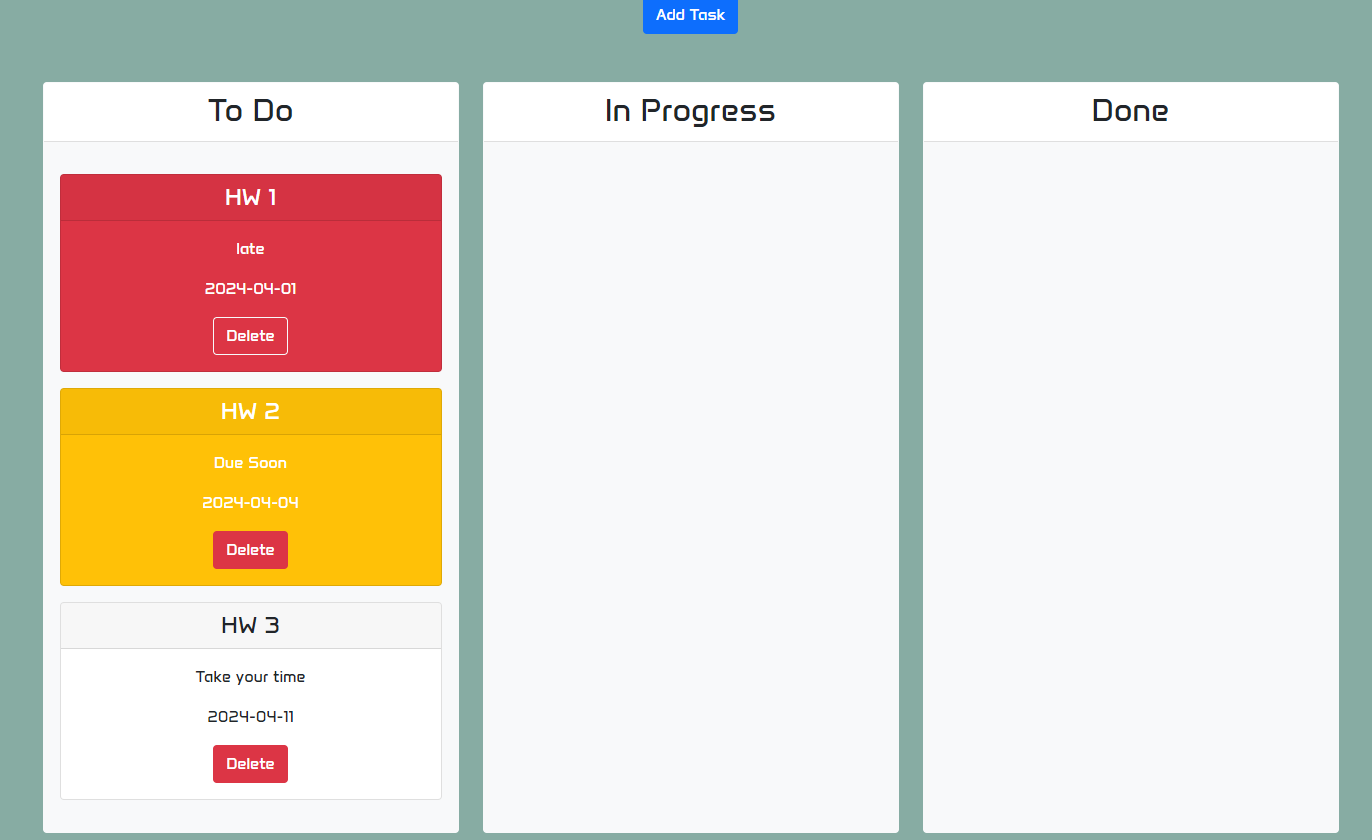 Add Task
To Do
HW 1
late
2024-04-01
Delete
HW 2
Due Soon
2024-04-04
Delete
HW 3
Take your time
2024-04-11
Delete
In Progress
Done